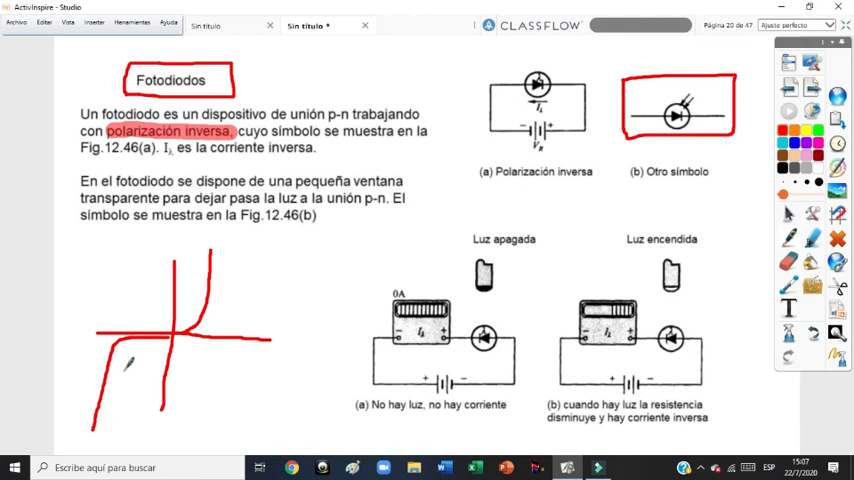 ActivInspire - Studio
Archivo Editar Vista Insertar Herramientas Ayuda
Sin título
Sin título *
CLASSFLOW
Página 20 de 47
Ajuste perfecto
Fotodiodos
Un fotodiodo es un dispositivo de unión p-n trabajando
con polarización inversa, cuyo símbolo se muestra en la
Fig.12.46(a). Iλ es la corriente inversa.
En el fotodiodo se dispone de una pequeña ventana
transparente para dejar pasa la luz a la unión p-n. El
símbolo se muestra en la Fig.12.46(b)
Iλ
− +
VR
(a) Polarización inversa
(b) Otro símbolo
Luz apagada
0A
− Iλ +
+ −
(a) No hay luz, no hay corriente
Luz encendida
− Iλ +
+ −
(b) cuando hay luz la resistencia
disminuye y hay corriente inversa
T
Escribe aquí para buscar
ESP
15:07
22/7/2020